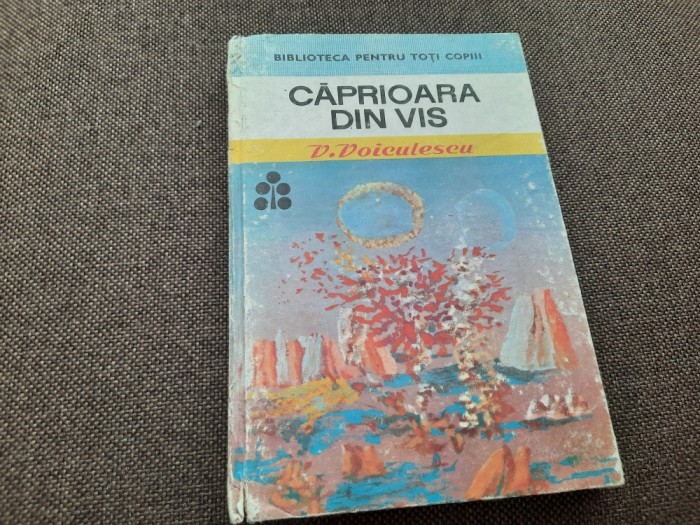 BIBLIOTECA PENTRU TOȚI COPIII
CĂPRIOARA
DIN VIS
V. Voiculescu